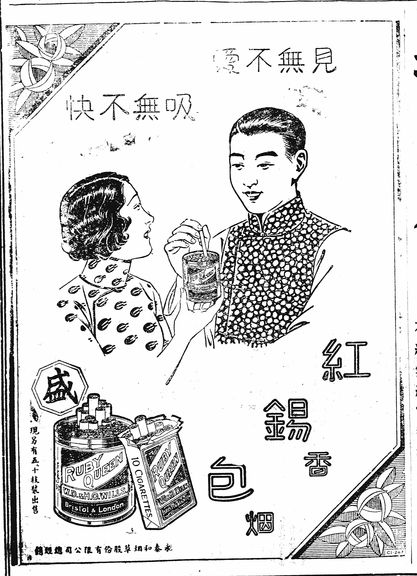 見無不愛
吸無不快
紅錫包
香烟
盛
現另有五十枝裝出售
RUBY QUEEN
W.D.& H.O.WILLS
Bristol & London
RUBY QUEEN
10 CIGARETTES
永泰和烟草股份有限公司總經銷